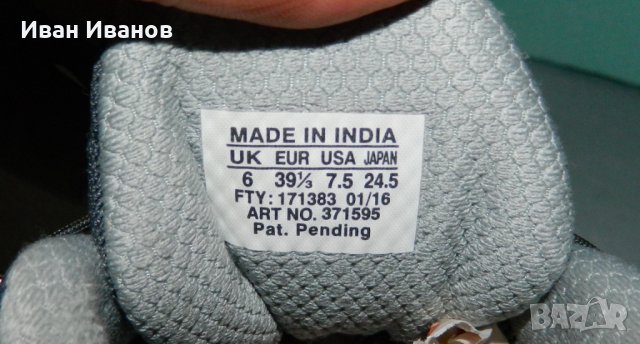 Иван Иванов
MADE IN INDIA
UK EUR USA JAPAN
6 39⅓ 7.5 24.5
FTY: 171383 01/16
ART NO. 371595
Pat. Pending
BAZAR